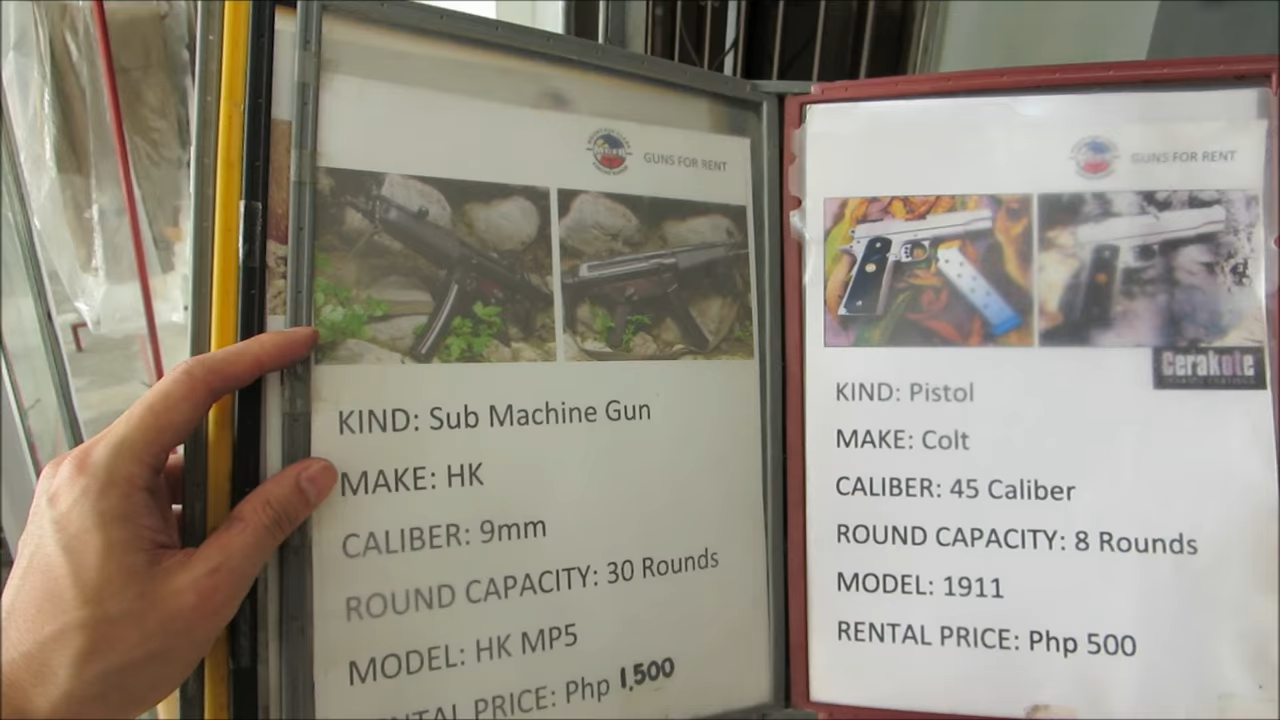 GUNS FOR RENT
KIND: Sub Machine Gun
MAKE: HK
CALIBER: 9mm
ROUND CAPACITY: 30 Rounds
MODEL: HK MP5
RENTAL PRICE: Php 1,500
GUNS FOR RENT
Cerakote
KIND: Pistol
MAKE: Colt
CALIBER: 45 Caliber
ROUND CAPACITY: 8 Rounds
MODEL: 1911
RENTAL PRICE: Php 500